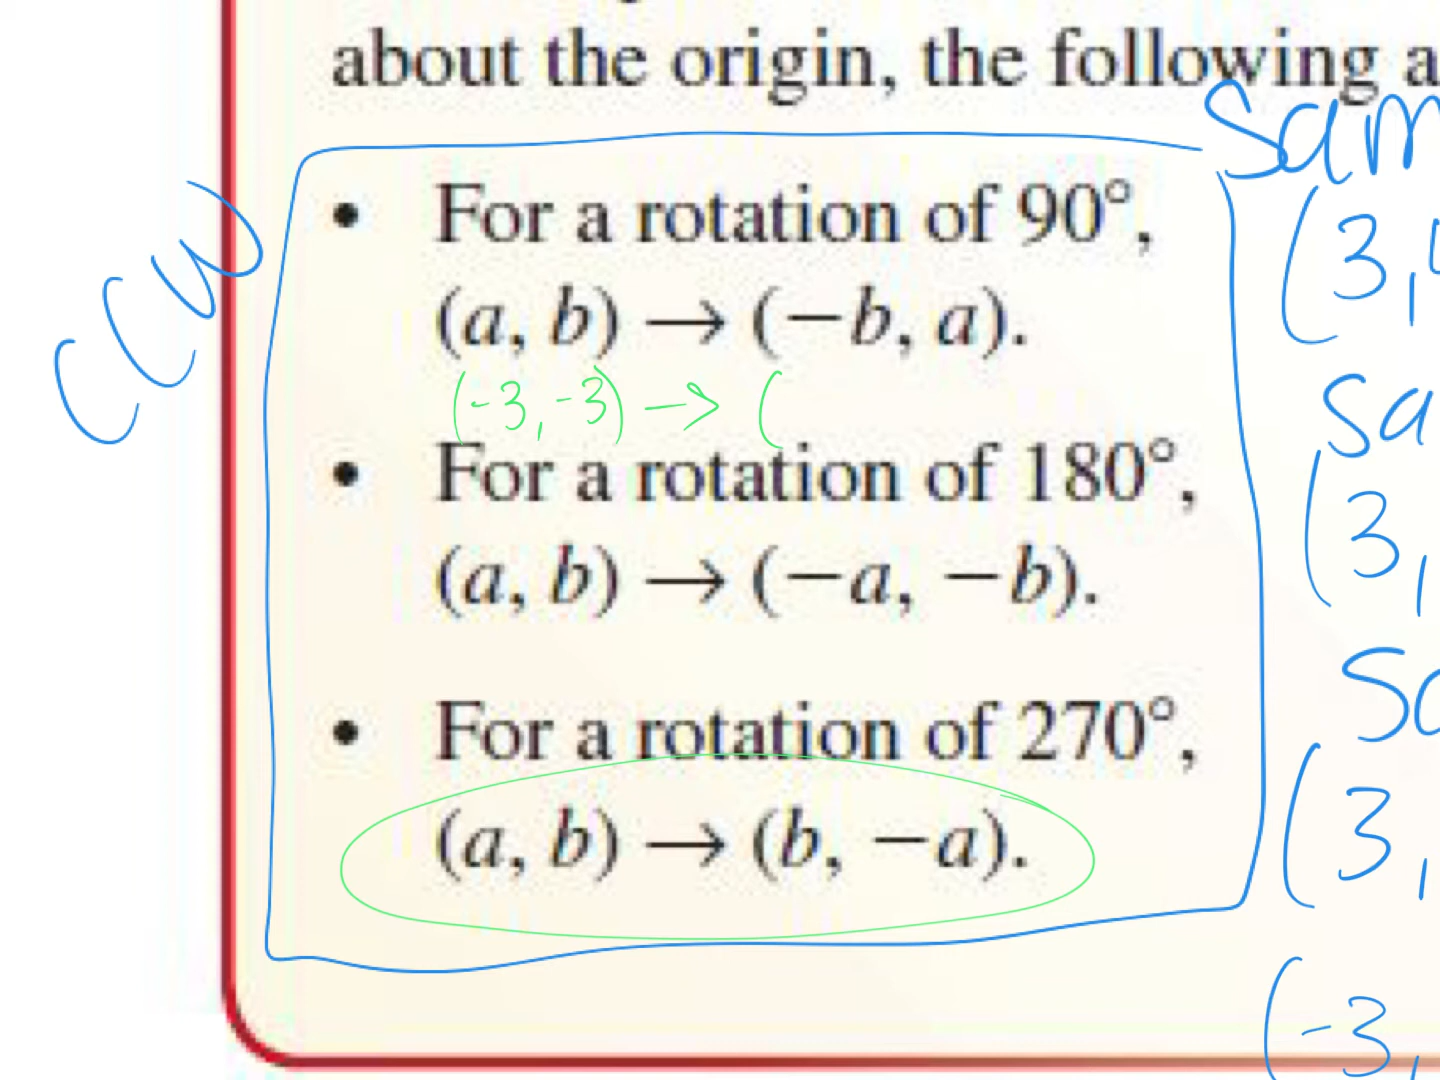 about the origin, the following a
CCW
• For a rotation of 90°,
(a, b) → (−b, a).
(-3, -3) → (
• For a rotation of 180°,
(a, b) → (−a, −b).
• For a rotation of 270°,
(a, b) → (b, −a).
Sam
(3,
Sa
(3,
(3,
(-3,